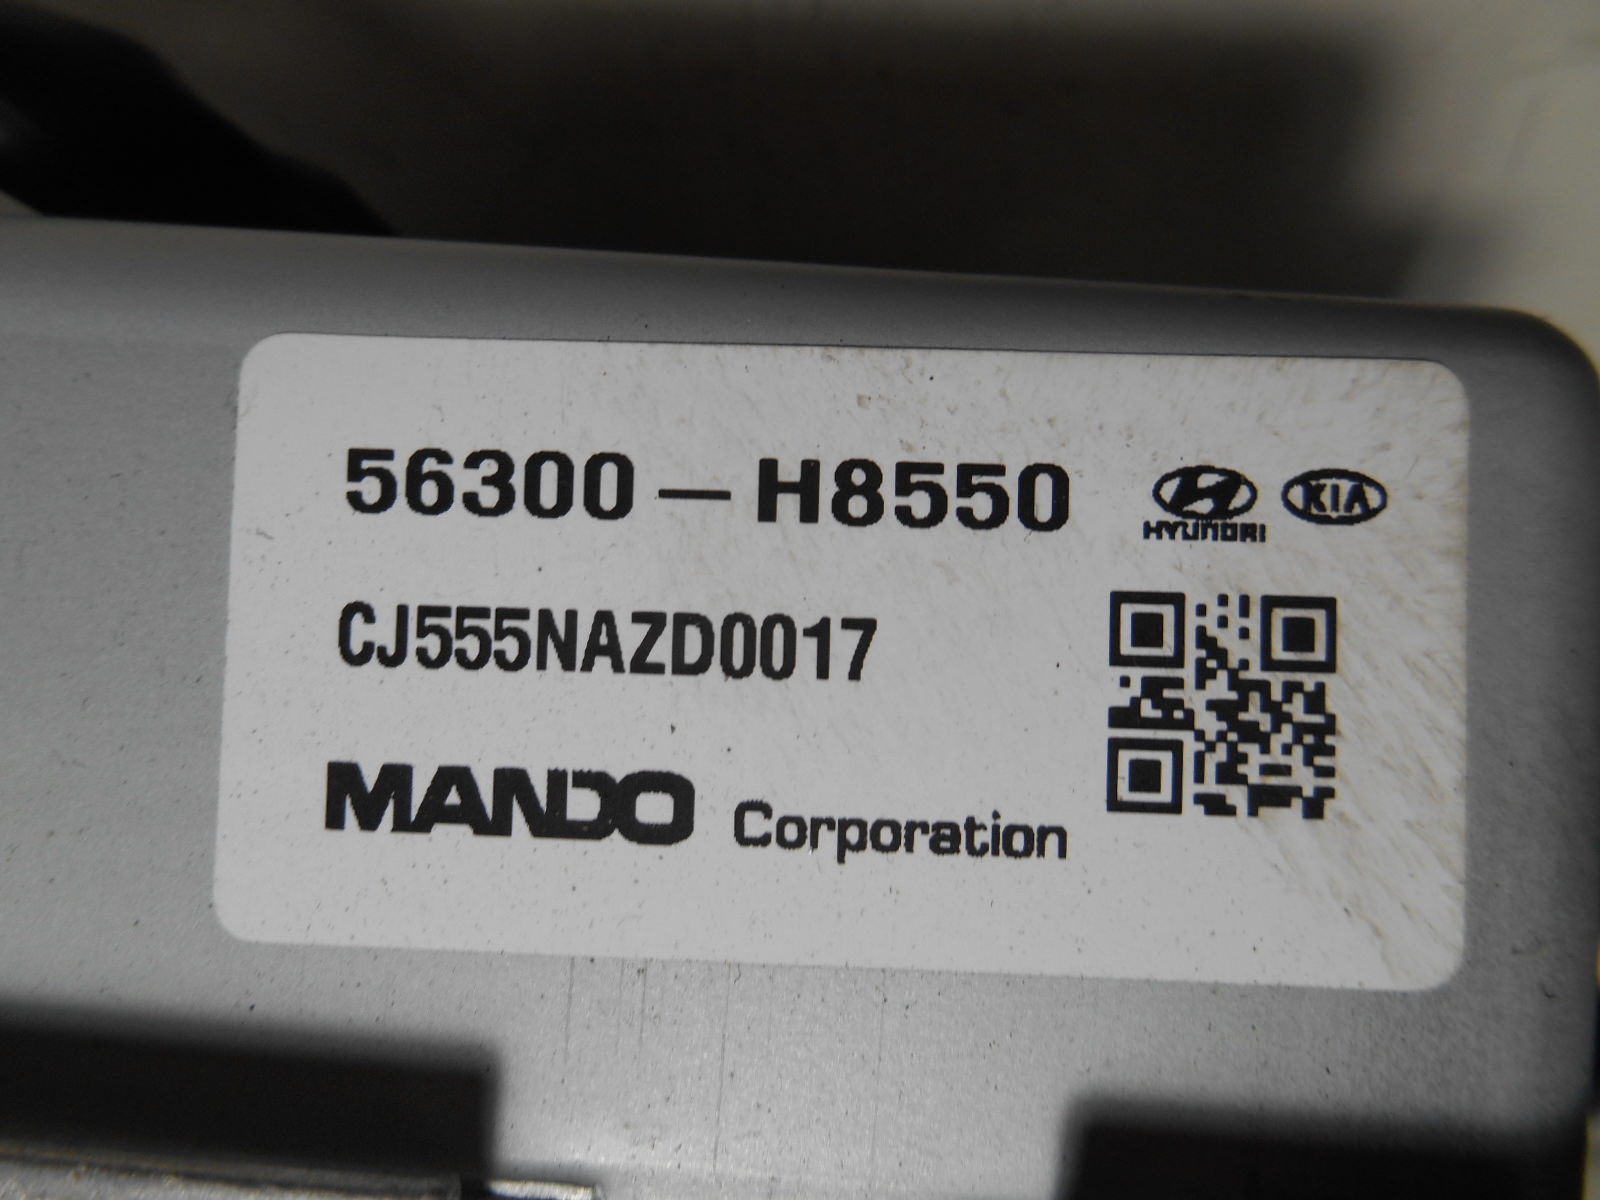 56300-H8550
HYUNDAI KIA
CJ555NAZD0017
MANDO Corporation